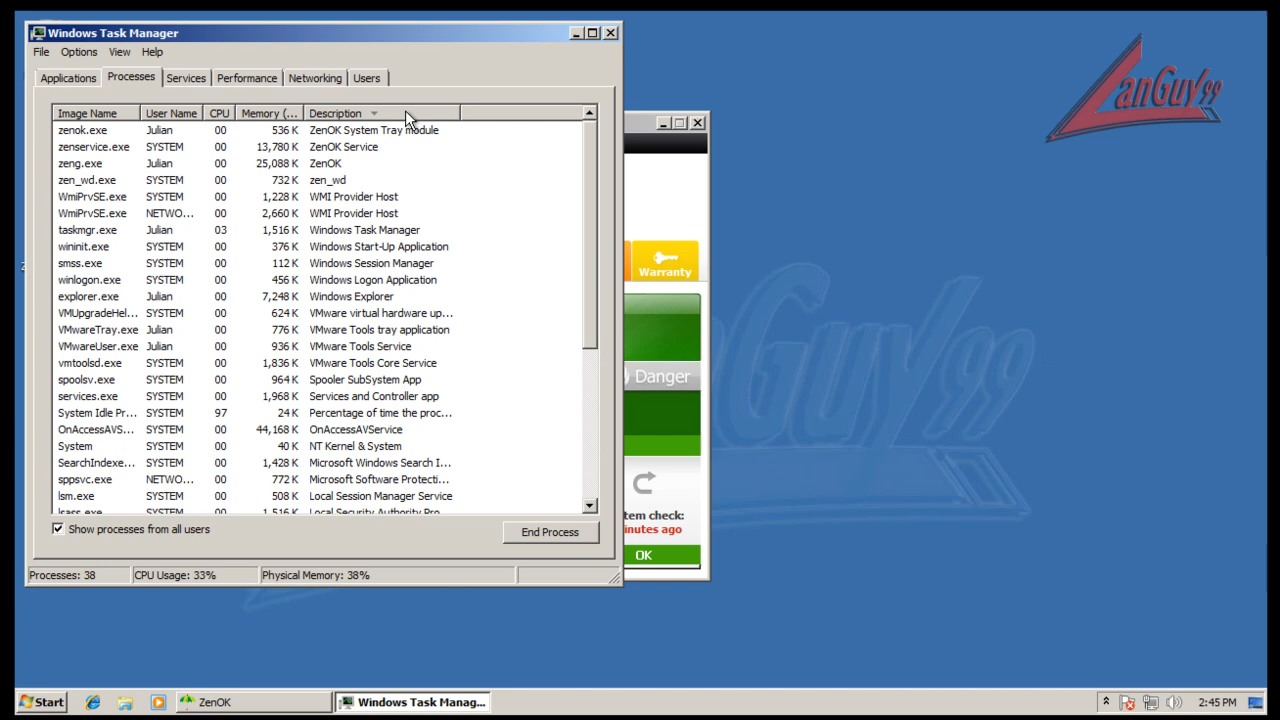 Windows Task Manager
File Options View Help
Applications Processes Services Performance Networking Users
Image Name User Name CPU Memory (... Description
zenok.exe Julian 00 536 K ZenOK System Tray module
zenservice.exe SYSTEM 00 13,780 K ZenOK Service
zeng.exe Julian 00 25,088 K ZenOK
zen_wd.exe SYSTEM 00 732 K zen_wd
WmiPrvSE.exe SYSTEM 00 1,228 K WMI Provider Host
WmiPrvSE.exe NETWO... 00 2,660 K WMI Provider Host
taskmgr.exe Julian 03 1,516 K Windows Task Manager
wininit.exe SYSTEM 00 376 K Windows Start-Up Application
smss.exe SYSTEM 00 112 K Windows Session Manager
winlogon.exe SYSTEM 00 456 K Windows Logon Application
explorer.exe Julian 00 7,248 K Windows Explorer
VMUpgradeHel... SYSTEM 00 624 K VMware virtual hardware up...
VMwareTray.exe Julian 00 776 K VMware Tools tray application
VMwareUser.exe Julian 00 936 K VMware Tools Service
vmtoolsd.exe SYSTEM 00 1,836 K VMware Tools Core Service
spoolsv.exe SYSTEM 00 964 K Spooler SubSystem App
services.exe SYSTEM 00 1,968 K Services and Controller app
System Idle Pr... SYSTEM 97 24 K Percentage of time the proc...
OnAccessAVS... SYSTEM 00 44,168 K OnAccessAVService
System SYSTEM 00 40 K NT Kernel & System
SearchIndexe... SYSTEM 00 1,428 K Microsoft Windows Search I...
sppsvc.exe NETWO... 00 772 K Microsoft Software Protecti...
lsm.exe SYSTEM 00 508 K Local Session Manager Service
lsass.exe SYSTEM 00 1,516 K Local Security Authority Pro...
Show processes from all users
End Process
Processes: 38 CPU Usage: 33% Physical Memory: 38%
Warranty
Danger
tem check:
inutes ago
OK
LanGuy99
LanGuy
Start ZenOK Windows Task Manag... 2:45 PM